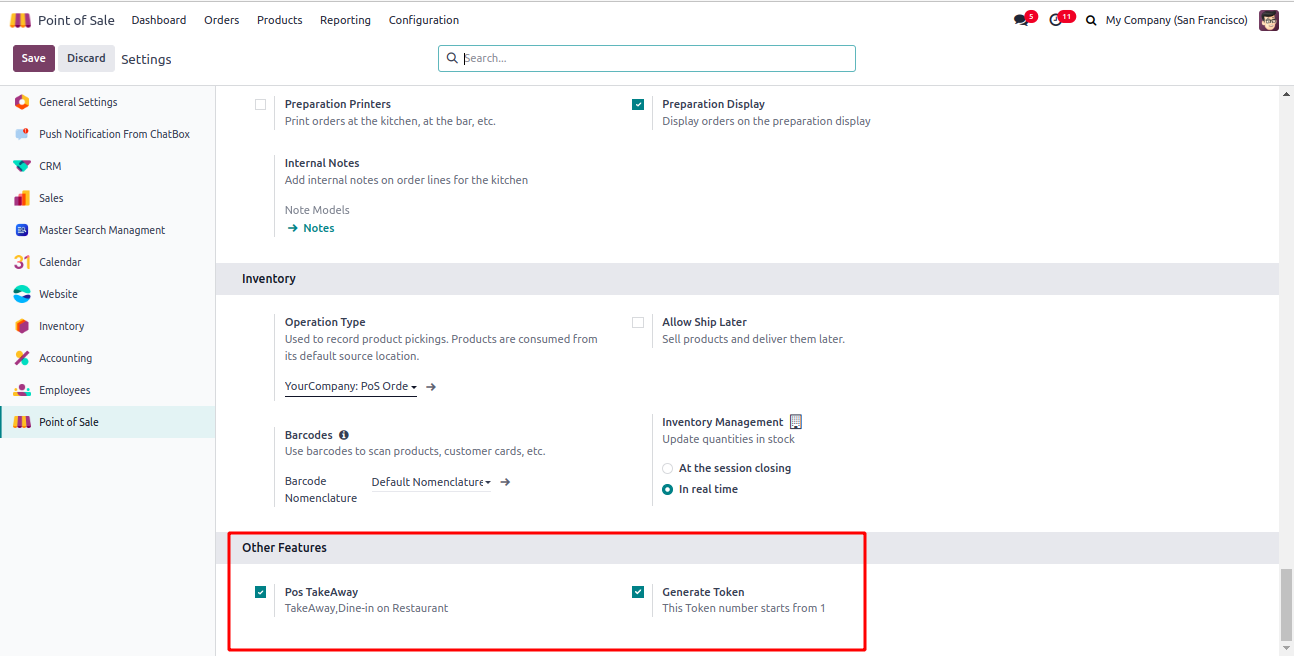 Point of Sale Dashboard Orders Products Reporting Configuration 5 11 My Company (San Francisco)
Save Discard Settings Search...
General Settings
Push Notification From ChatBox
CRM
Sales
Master Search Managment
31 Calendar
Website
Inventory
Accounting
Employees
Point of Sale
Preparation Printers
Print orders at the kitchen, at the bar, etc.
Preparation Display
Display orders on the preparation display
Internal Notes
Add internal notes on order lines for the kitchen
Note Models
Notes
Inventory
Operation Type
Used to record product pickings. Products are consumed from
its default source location.
YourCompany: PoS Orde
Allow Ship Later
Sell products and deliver them later.
Barcodes
Use barcodes to scan products, customer cards, etc.
Barcode
Nomenclature
Default Nomenclature
Inventory Management
Update quantities in stock
At the session closing
In real time
Other Features
Pos TakeAway
TakeAway,Dine-in on Restaurant
Generate Token
This Token number starts from 1